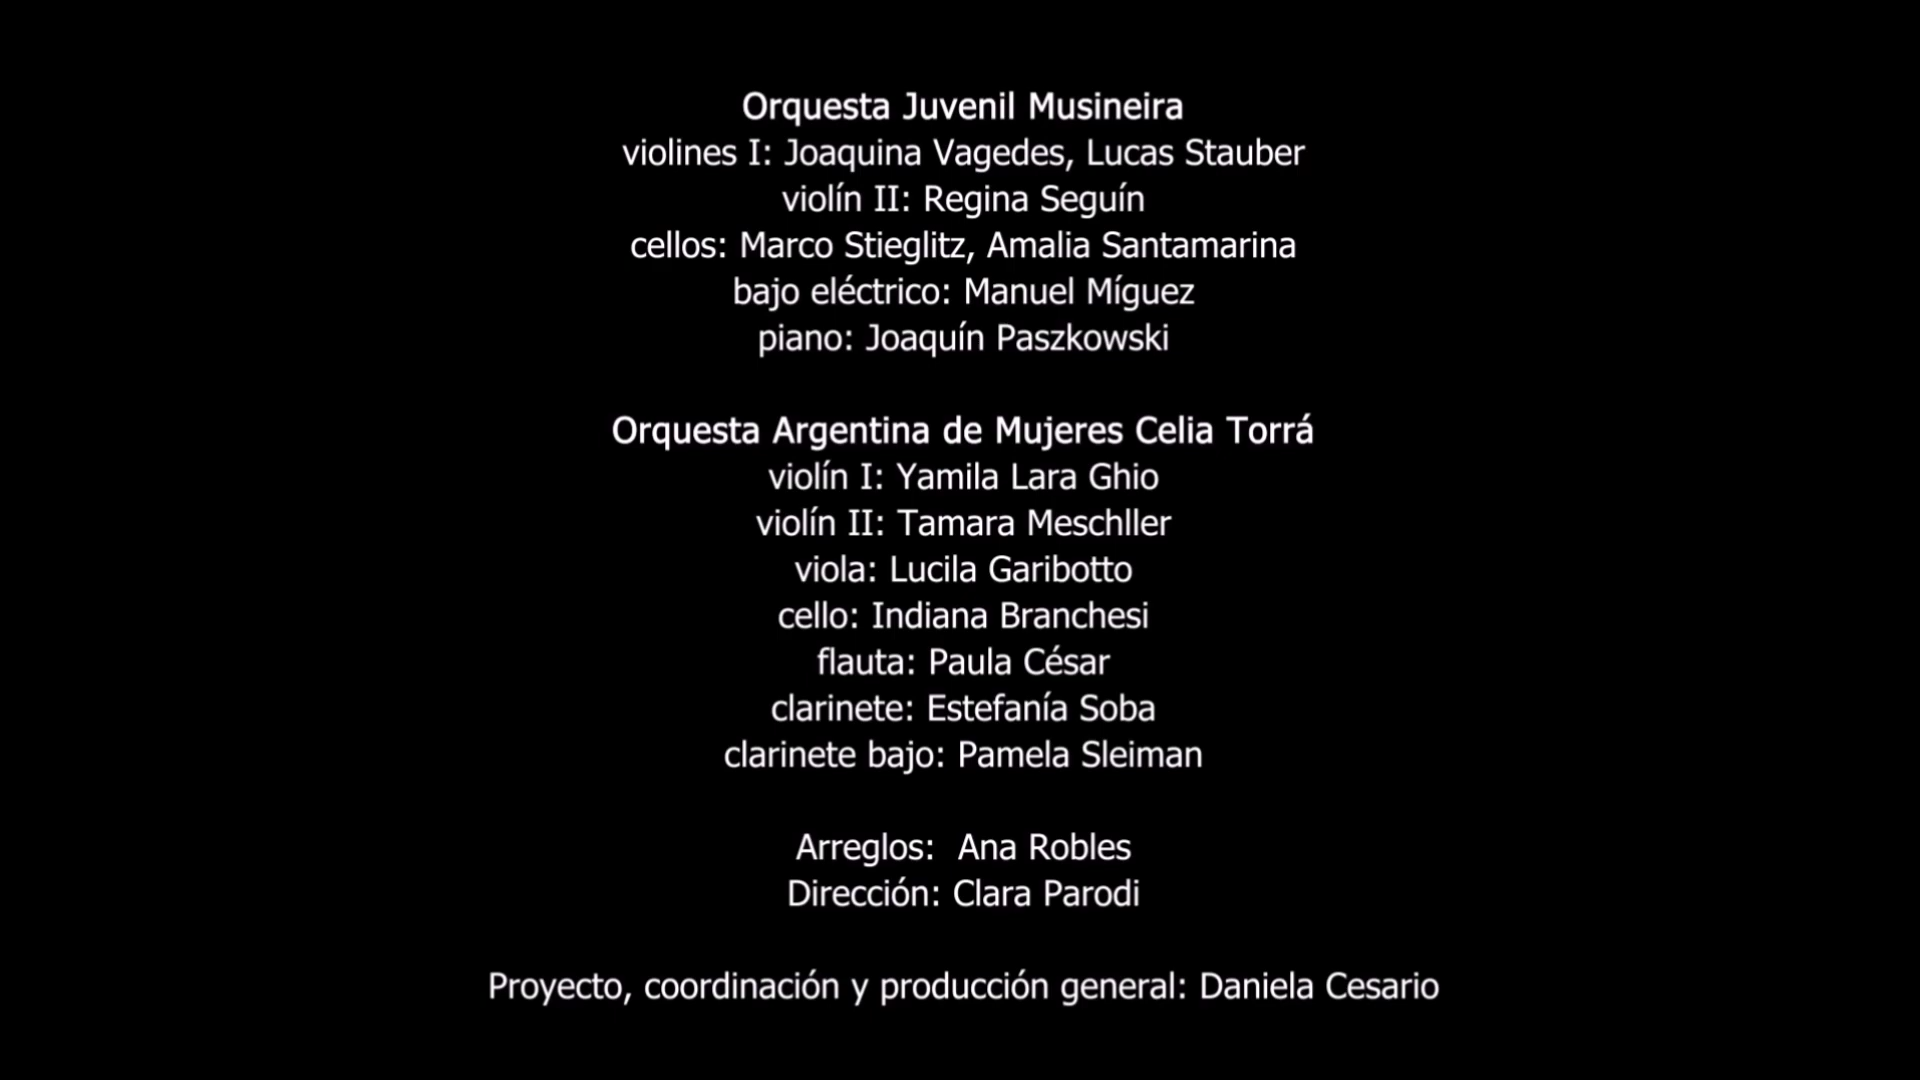 Orquesta Juvenil Musineira
violines I: Joaquina Vagedes, Lucas Stauber
violín II: Regina Seguín
cellos: Marco Stieglitz, Amalia Santamarina
bajo eléctrico: Manuel Míguez
piano: Joaquín Paszkowski
Orquesta Argentina de Mujeres Celia Torrá
violín I: Yamila Lara Ghio
violín II: Tamara Meschller
viola: Lucila Garibotto
cello: Indiana Branchesi
flauta: Paula César
clarinete: Estefanía Soba
clarinete bajo: Pamela Sleiman
Arreglos:  Ana Robles
Dirección: Clara Parodi
Proyecto, coordinación y producción general: Daniela Cesario